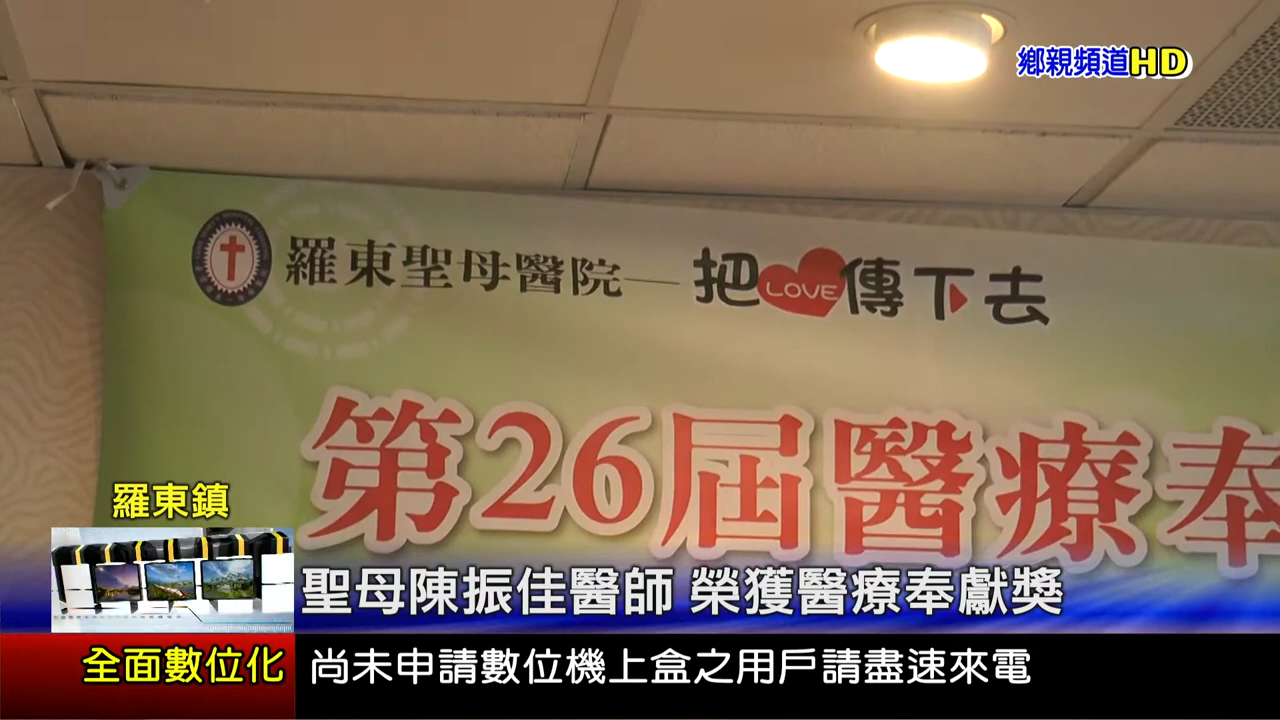 鄉親頻道HD
羅東聖母醫院—把LOVE傳下去
第26屆醫療奉
羅東鎮
聖母陳振佳醫師 榮獲醫療奉獻獎
全面數位化
尚未申請數位機上盒之用戶請盡速來電